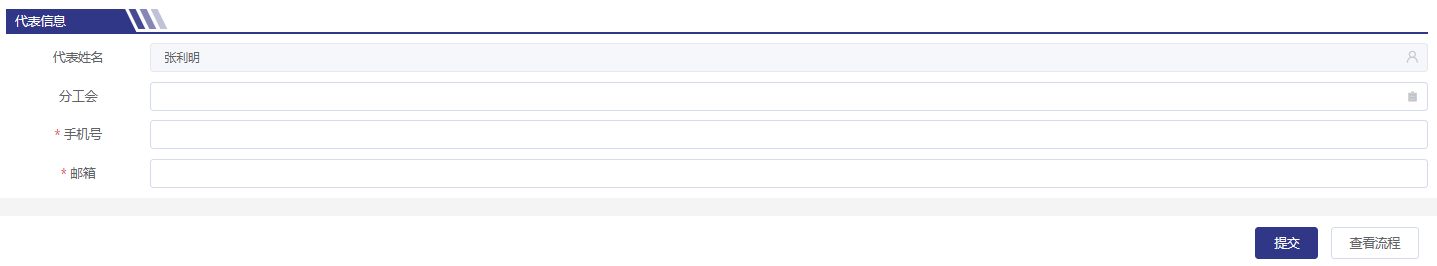 代表信息
代表姓名 张利明
分工会
* 手机号
* 邮箱
提交 查看流程